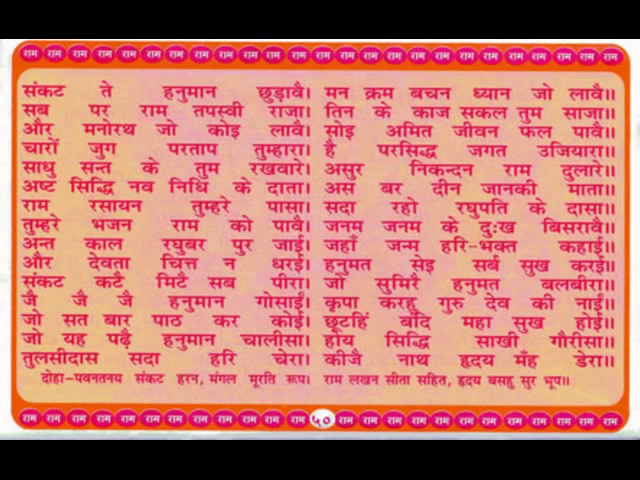 राम राम राम राम राम राम राम राम राम राम राम राम राम राम राम राम राम राम राम राम राम राम राम राम राम
संकट ते हनुमान छुड़ावै। मन क्रम बचन ध्यान जो लावै॥
सब पर राम तपस्वी राजा। तिन के काज सकल तुम साजा॥
और मनोरथ जो कोइ लावै। सोइ अमित जीवन फल पावै॥
चारों जुग परताप तुम्हारा। है परसिद्ध जगत उजियारा॥
साधु सन्त के तुम रखवारे। असुर निकन्दन राम दुलारे॥
अष्ट सिद्धि नव निधि के दाता। अस बर दीन जानकी माता॥
राम रसायन तुम्हरे पासा। सदा रहो रघुपति के दासा॥
तुम्हरे भजन राम को पावै। जनम जनम के दुःख बिसरावै॥
अन्त काल रघुबर पुर जाई। जहाँ जन्म हरि-भक्त कहाई॥
और देवता चित्त न धरई। हनुमत सेइ सर्ब सुख करई॥
संकट कटै मिटै सब पीरा। जो सुमिरै हनुमत बलबीरा॥
जै जै जै हनुमान गोसाईं। कृपा करहु गुरु देव की नाईं॥
जो सत बार पाठ कर कोई। छूटहिं बंदि महा सुख होई॥
जो यह पढ़ै हनुमान चालीसा। होय सिद्धि साखी गौरीसा॥
तुलसीदास सदा हरि चेरा। कीजै नाथ हृदय मँह डेरा॥
दोहा-पवनतनय संकट हरन, मंगल मूरति रूप। राम लखन सीता सहित, हृदय बसहु सुर भूप॥
राम राम राम राम राम राम राम राम राम राम राम राम ५० राम राम राम राम राम राम राम राम राम राम राम राम